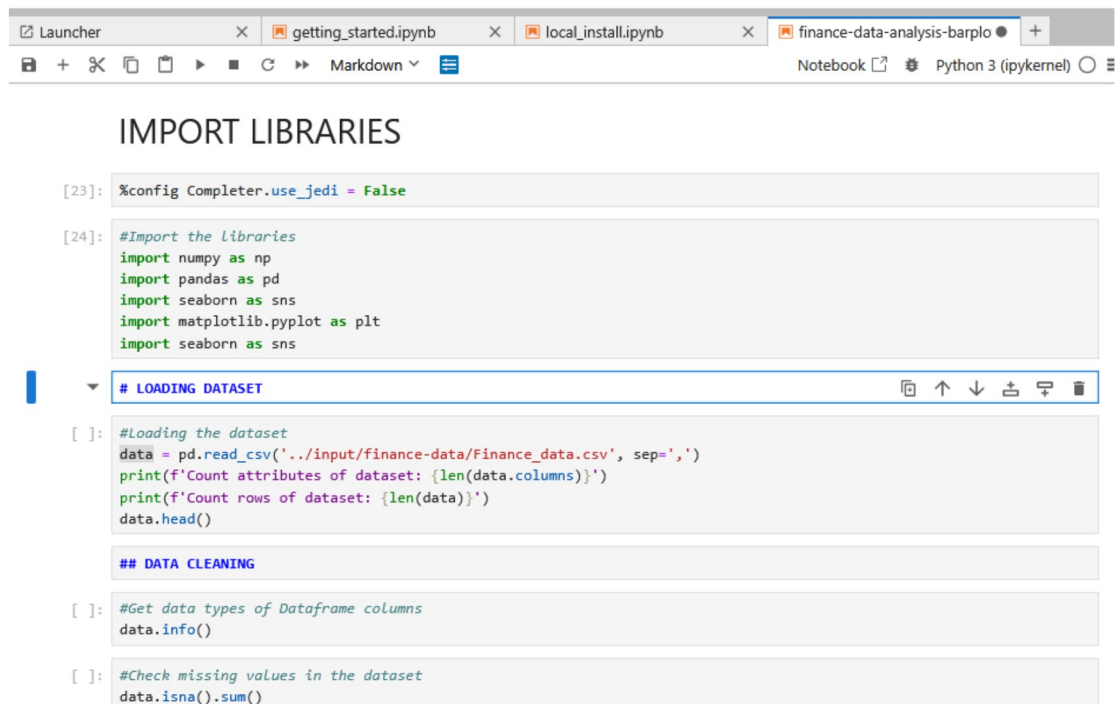 Launcher
getting_started.ipynb
local_install.ipynb
finance-data-analysis-barplo
Markdown
Notebook
Python 3 (ipykernel)
IMPORT LIBRARIES
[23]: %config Completer.use_jedi = False
[24]: #Import the libraries
import numpy as np
import pandas as pd
import seaborn as sns
import matplotlib.pyplot as plt
import seaborn as sns
# LOADING DATASET
[ ]: #Loading the dataset
data = pd.read_csv('../input/finance-data/Finance_data.csv', sep=',')
print(f'Count attributes of dataset: {len(data.columns)}')
print(f'Count rows of dataset: {len(data)}')
data.head()
## DATA CLEANING
[ ]: #Get data types of Dataframe columns
data.info()
[ ]: #Check missing values in the dataset
data.isna().sum()